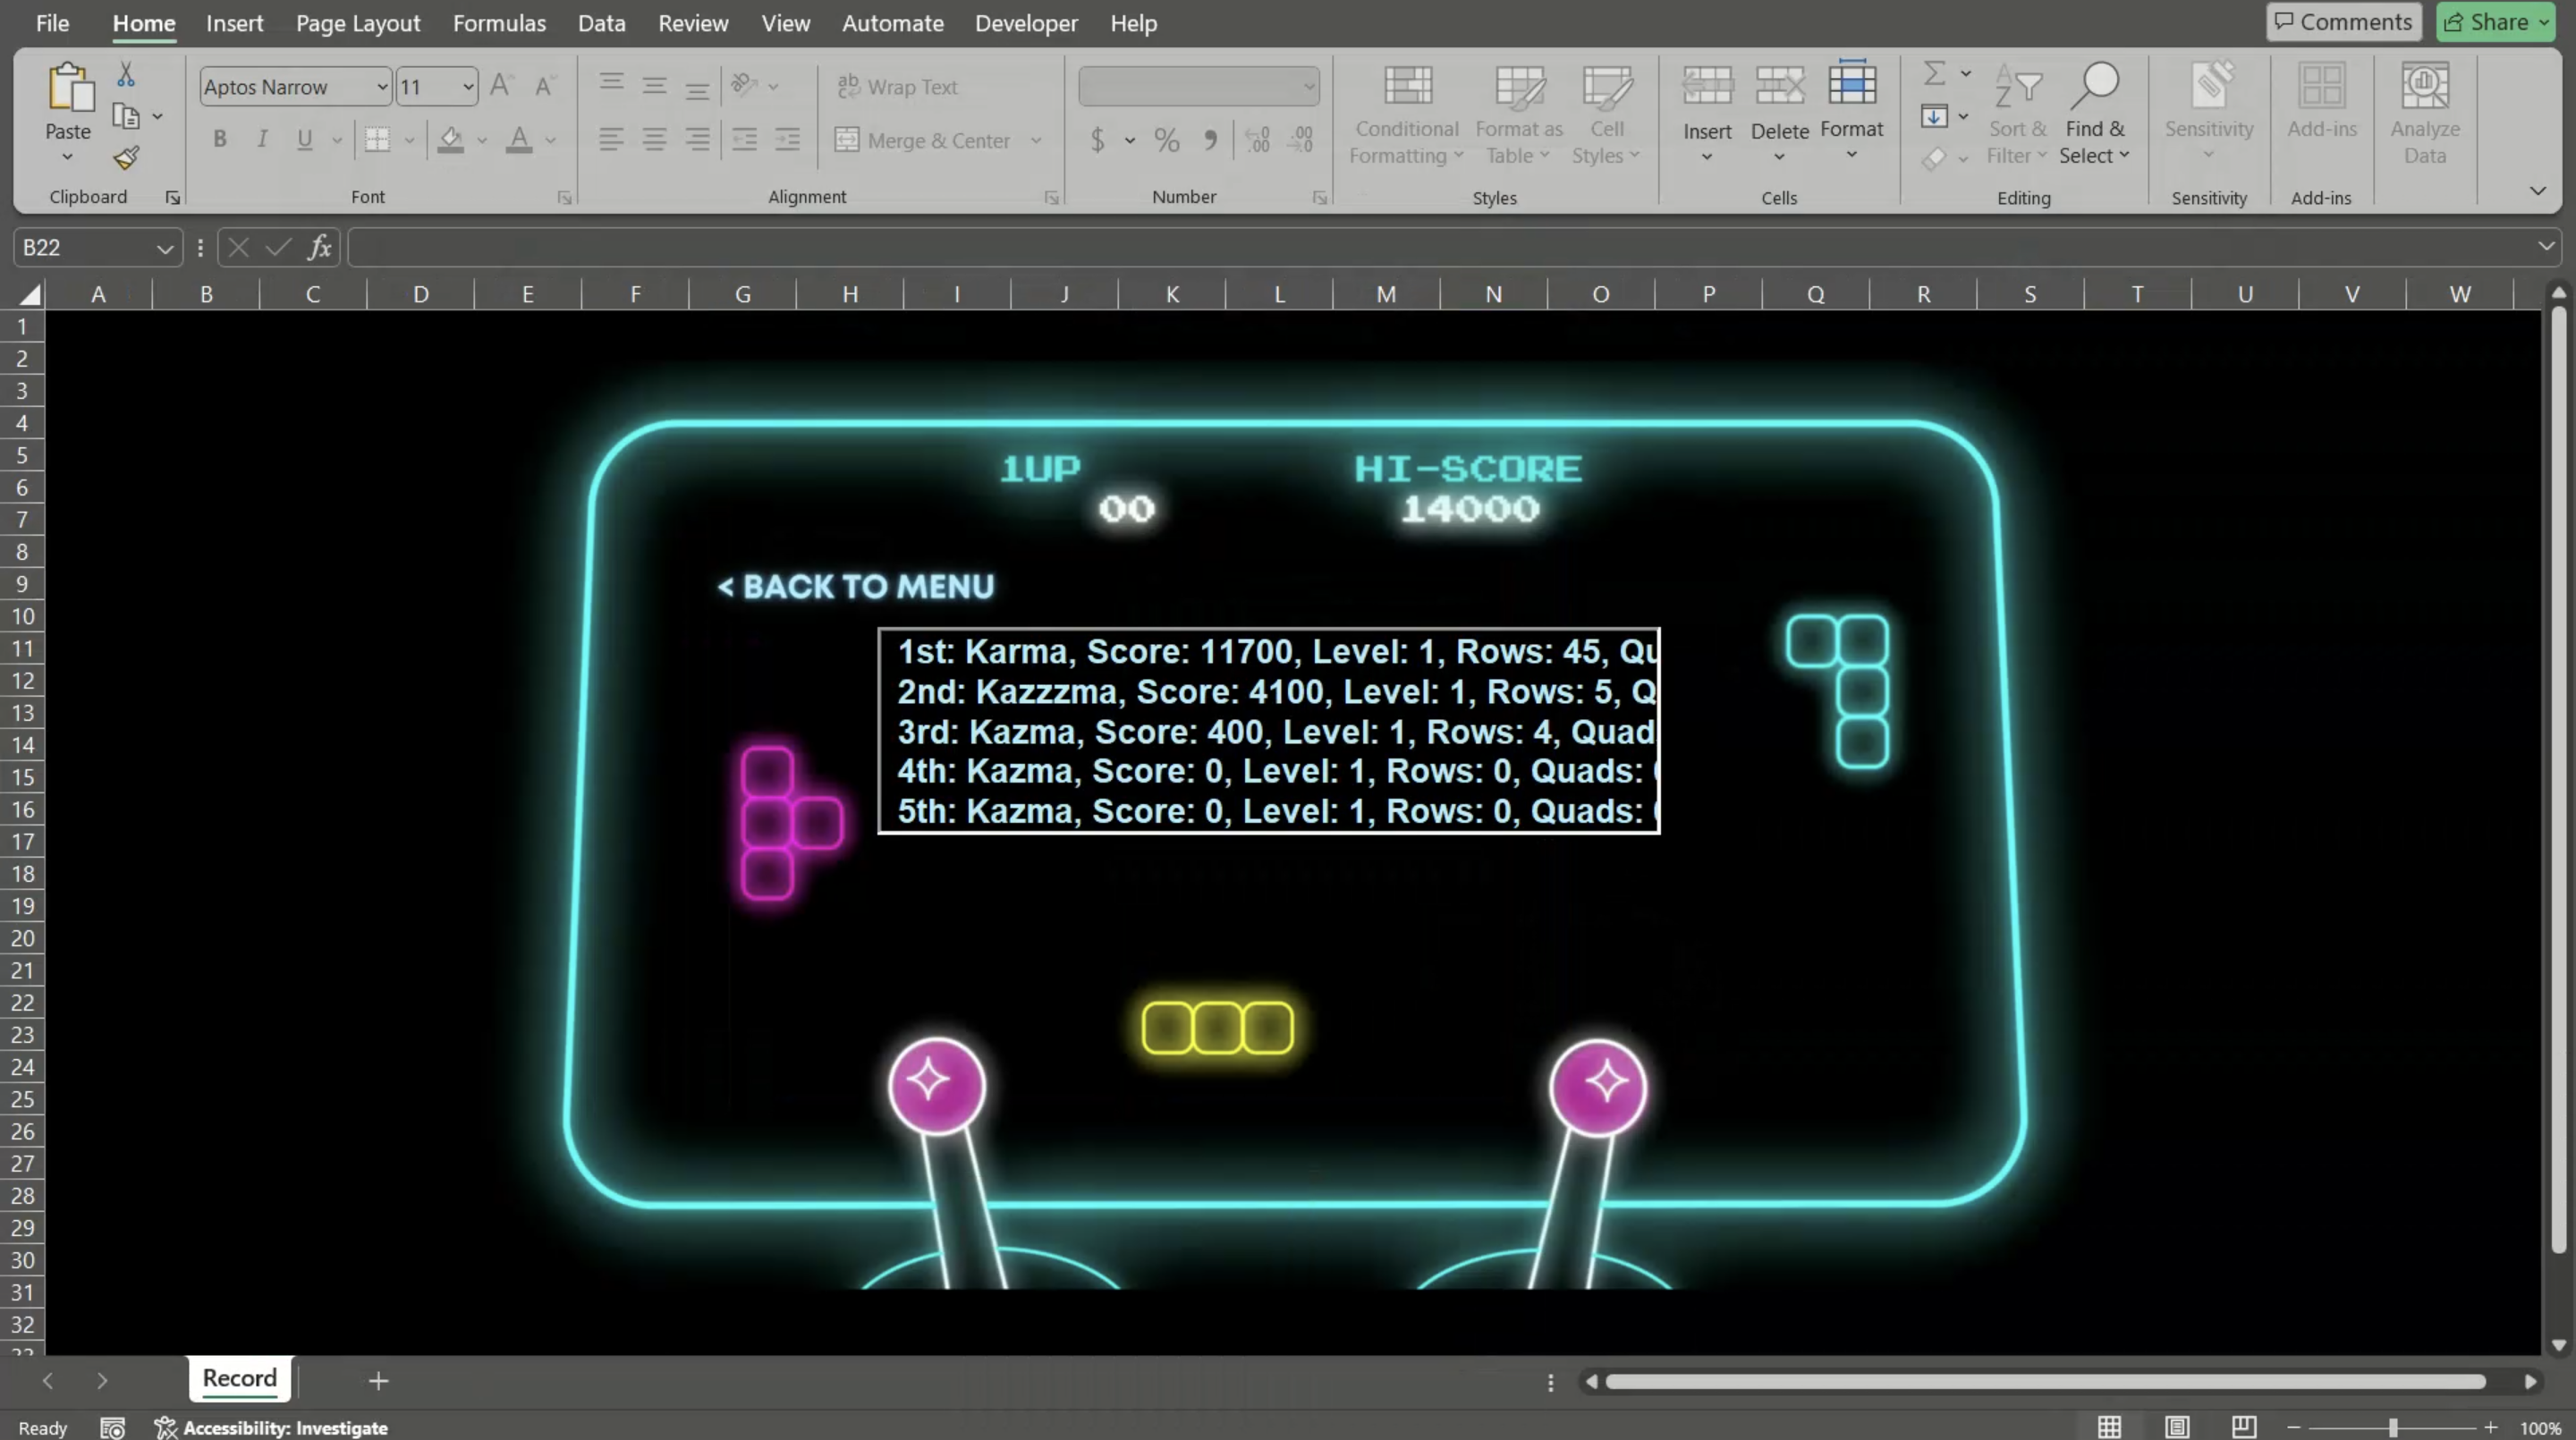 File Home Insert Page Layout Formulas Data Review View Automate Developer Help Comments Share
Aptos Narrow 11 Wrap Text
Paste B I U Merge & Center $ % Conditional Formatting Format as Table Cell Styles Insert Delete Format Sort & Filter Find & Select Sensitivity Add-ins Analyze Data
Clipboard Font Alignment Number Styles Cells Editing Sensitivity Add-ins
B22 fx
A B C D E F G H I J K L M N O P Q R S T U V W
1
2
3
4
5
6
7
8
9
10
11
12
13
14
15
16
17
18
19
20
21
22
23
24
25
26
27
28
29
30
31
32
1UP HI-SCORE
00 14000
< BACK TO MENU
1st: Karma, Score: 11700, Level: 1, Rows: 45, Qu
2nd: Kazzzma, Score: 4100, Level: 1, Rows: 5, Q
3rd: Kazma, Score: 400, Level: 1, Rows: 4, Quad
4th: Kazma, Score: 0, Level: 1, Rows: 0, Quads:
5th: Kazma, Score: 0, Level: 1, Rows: 0, Quads:
Record
Ready Accessibility: Investigate 100%